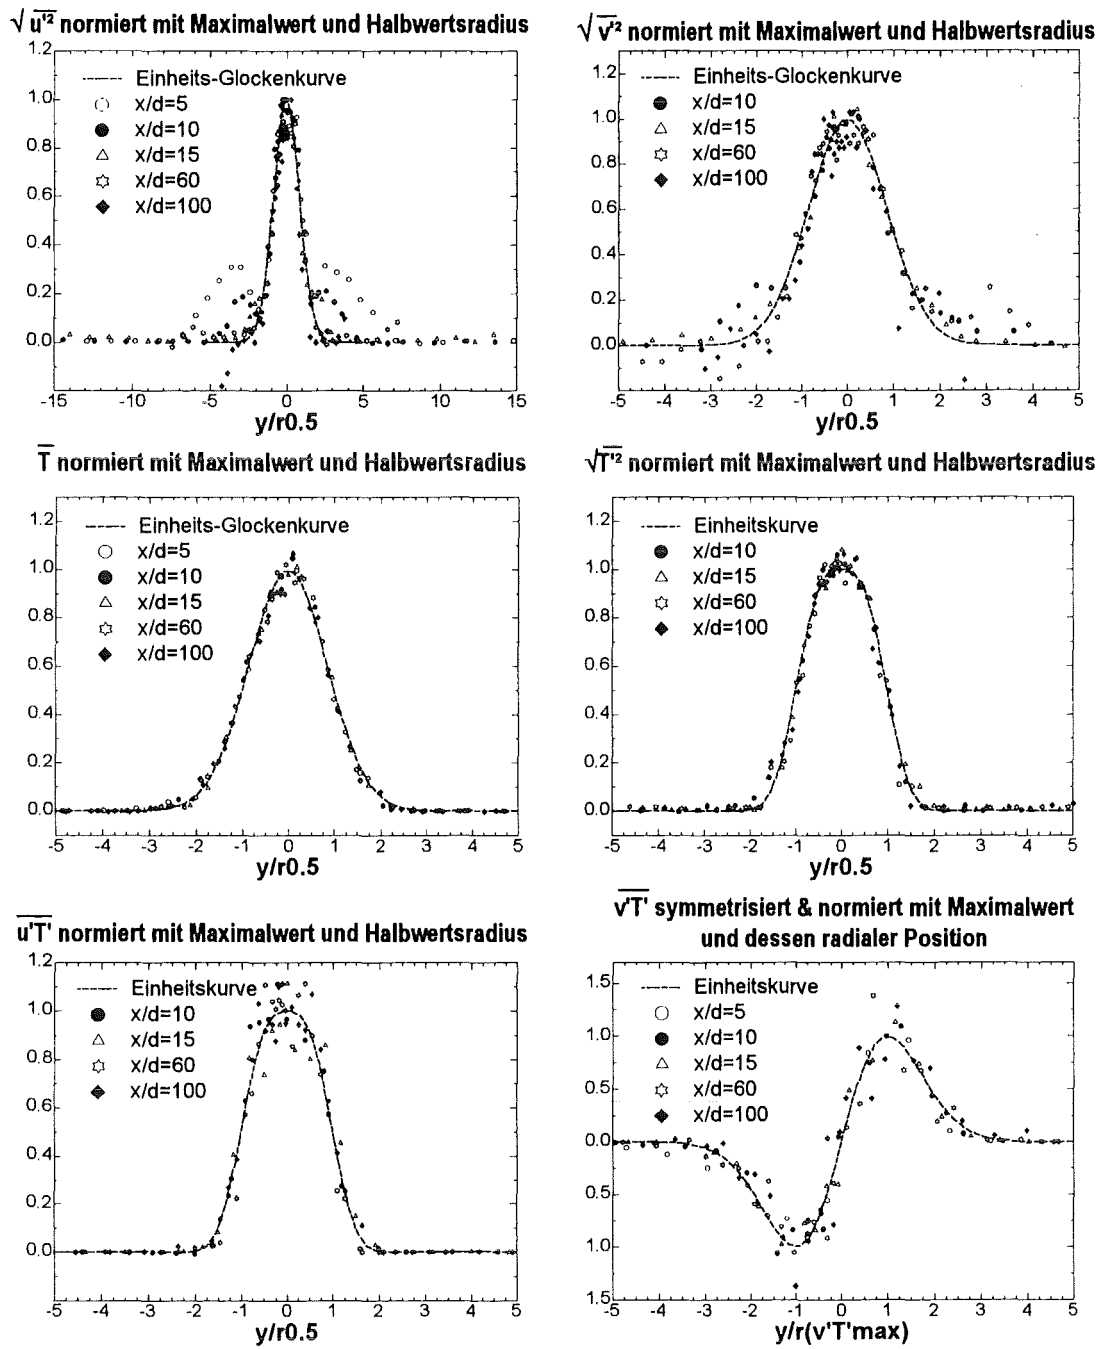 √u'² normiert mit Maximalwert und Halbwertsradius
1.2
1.0
0.8
0.6
0.4
0.2
0.0
Einheits-Glockenkurve
x/d=5
x/d=10
x/d=15
x/d=60
x/d=100
-15 -10 -5 0 5 10 15
y/r0.5
√v'² normiert mit Maximalwert und Halbwertsradius
1.2
1.0
0.8
0.6
0.4
0.2
0.0
Einheits-Glockenkurve
x/d=10
x/d=15
x/d=60
x/d=100
-5 -4 -3 -2 -1 0 1 2 3 4 5
y/r0.5
T normiert mit Maximalwert und Halbwertsradius
1.2
1.0
0.8
0.6
0.4
0.2
0.0
Einheits-Glockenkurve
x/d=5
x/d=10
x/d=15
x/d=60
x/d=100
-5 -4 -3 -2 -1 0 1 2 3 4 5
y/r0.5
√T'² normiert mit Maximalwert und Halbwertsradius
1.2
1.0
0.8
0.6
0.4
0.2
0.0
Einheitskurve
x/d=10
x/d=15
x/d=60
x/d=100
-5 -4 -3 -2 -1 0 1 2 3 4 5
y/r0.5
u'T' normiert mit Maximalwert und Halbwertsradius
1.2
1.0
0.8
0.6
0.4
0.2
0.0
Einheitskurve
x/d=10
x/d=15
x/d=60
x/d=100
-5 -4 -3 -2 -1 0 1 2 3 4 5
y/r0.5
v'T' symmetrisiert & normiert mit Maximalwert
und dessen radialer Position
1.5
1.0
0.5
0.0
0.5
1.0
1.5
Einheitskurve
x/d=5
x/d=10
x/d=15
x/d=60
x/d=100
-5 -4 -3 -2 -1 0 1 2 3 4 5
y/r(v'T'max)